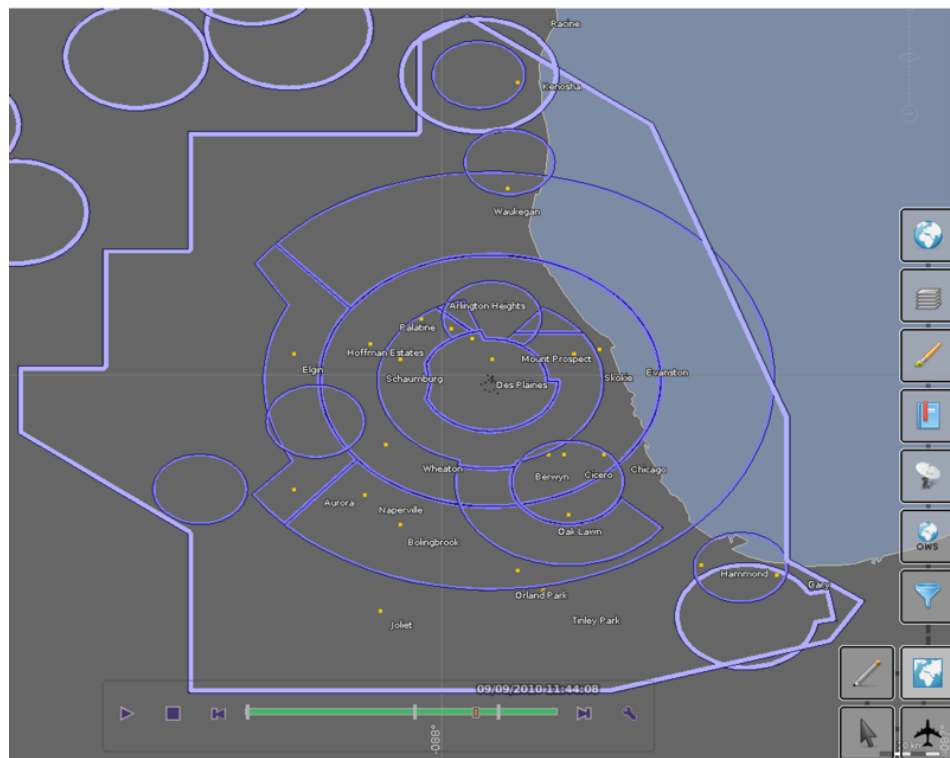 Racine
Kenosha
Waukegan
Arlington Heights
Palatine
Hoffman Estates
Mount Prospect
Elgin
Schaumburg
Des Plaines
Skokie
Evanston
Wheaton
Berwyn
Cicero
Chicago
Aurora
Naperville
Oak Lawn
Bolingbrook
OWS
Hammond
Gary
Orland Park
Joliet
Tinley Park
09/09/2010 11:44:08
-088°
-087°